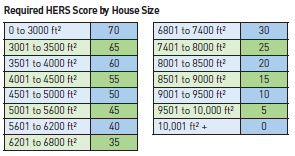 Required HERS Score by House Size
0 to 3000 ft² 70
3001 to 3500 ft² 65
3501 to 4000 ft² 60
4001 to 4500 ft² 55
4501 to 5000 ft² 50
5001 to 5600 ft² 45
5601 to 6200 ft² 40
6201 to 6800 ft² 35
6801 to 7400 ft² 30
7401 to 8000 ft² 25
8001 to 8500 ft² 20
8501 to 9000 ft² 15
9001 to 9500 ft² 10
9501 to 10,000 ft² 5
10,001 ft² + 0